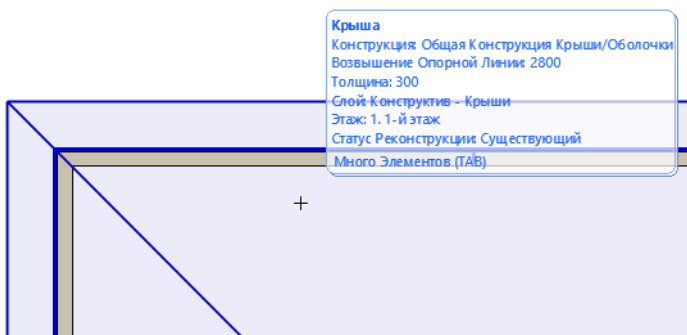 Крыша
Конструкция: Общая Конструкция Крыши/Оболочки
Возвышение Опорной Линии: 2800
Толщина: 300
Слой: Конструктив - Крыши
Этаж: 1. 1-й этаж
Статус Реконструкции: Существующий
Много Элементов (TAB)